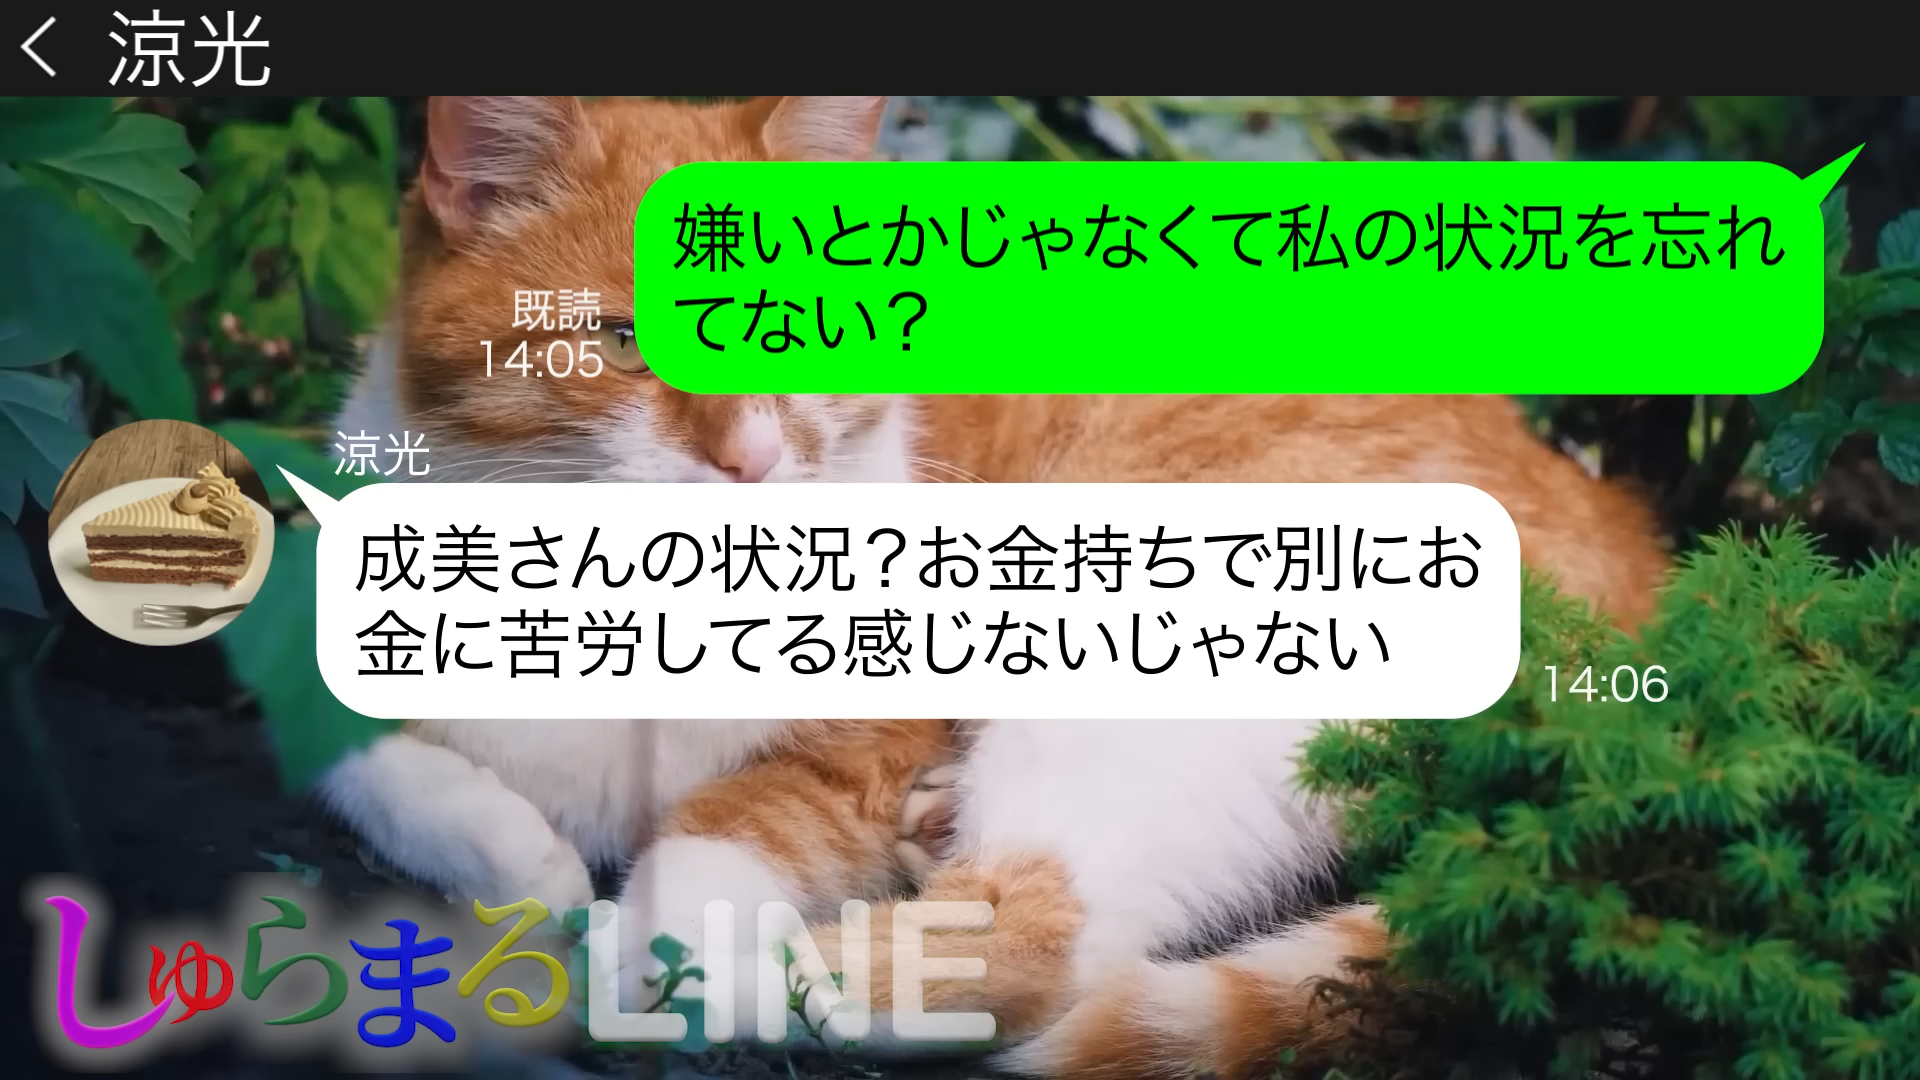 涼光
嫌いとかじゃなくて私の状況を忘れ
てない？
既読
14:05
涼光
成美さんの状況？お金持ちで別にお
金に苦労してる感じないじゃない
14:06
しゅらまるLINE